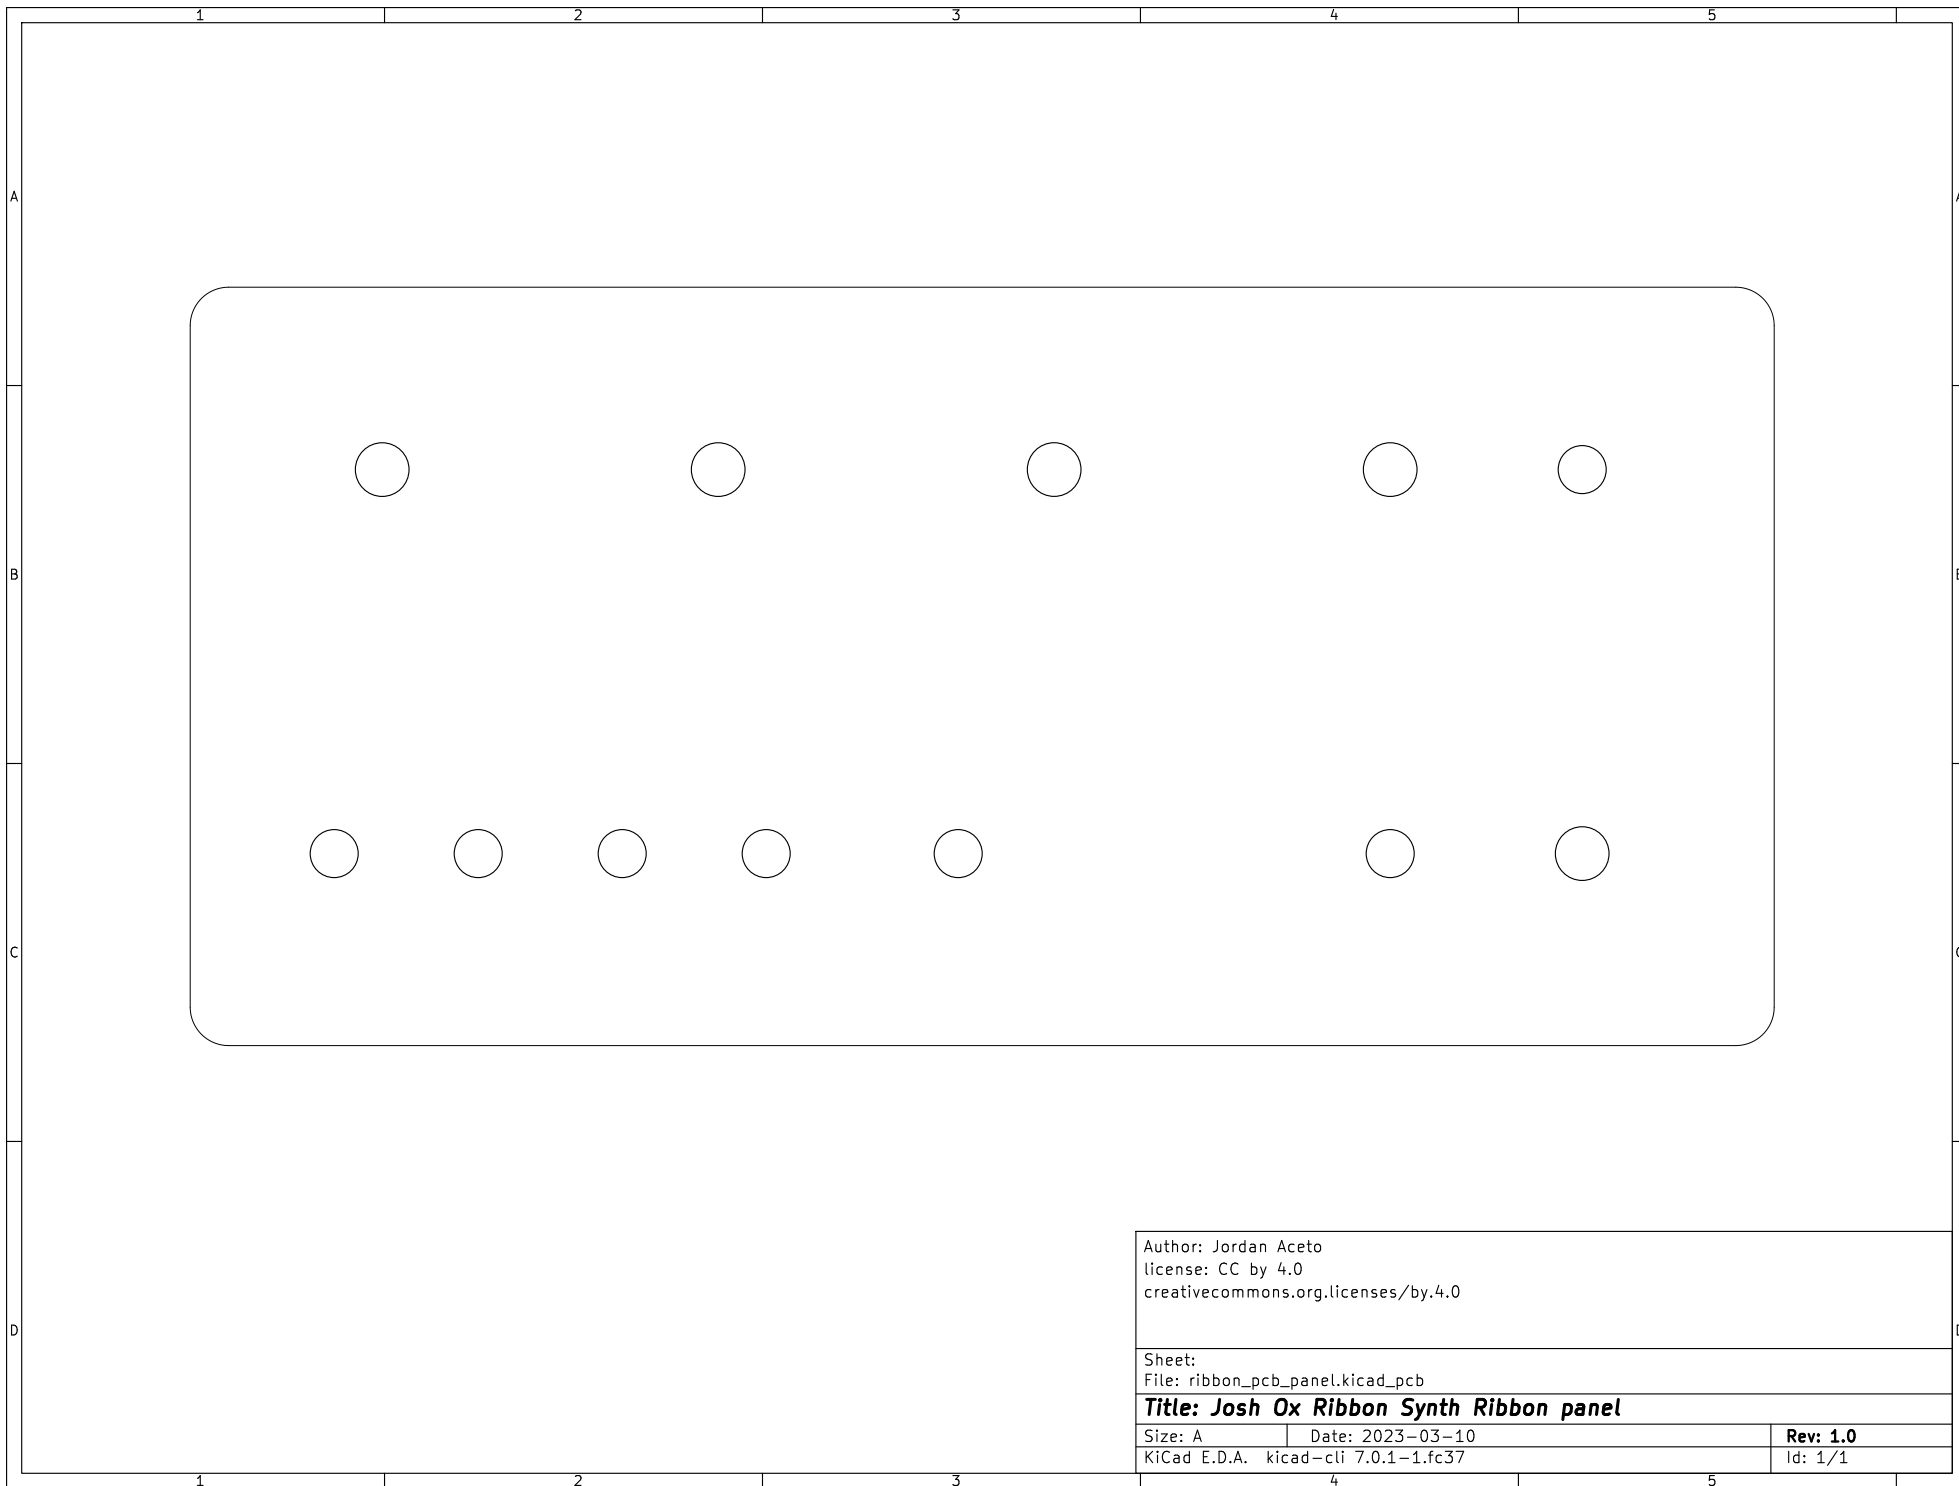 1 2 3 4 5
A A
B B
C C
D D
Author: Jordan Aceto
license: CC by 4.0
creativecommons.org.licenses/by.4.0
Sheet:
File: ribbon_pcb_panel.kicad_pcb
Title: Josh Ox Ribbon Synth Ribbon panel
Size: A Date: 2023-03-10 Rev: 1.0
KiCad E.D.A. kicad-cli 7.0.1-1.fc37 Id: 1/1
1 2 3 4 5